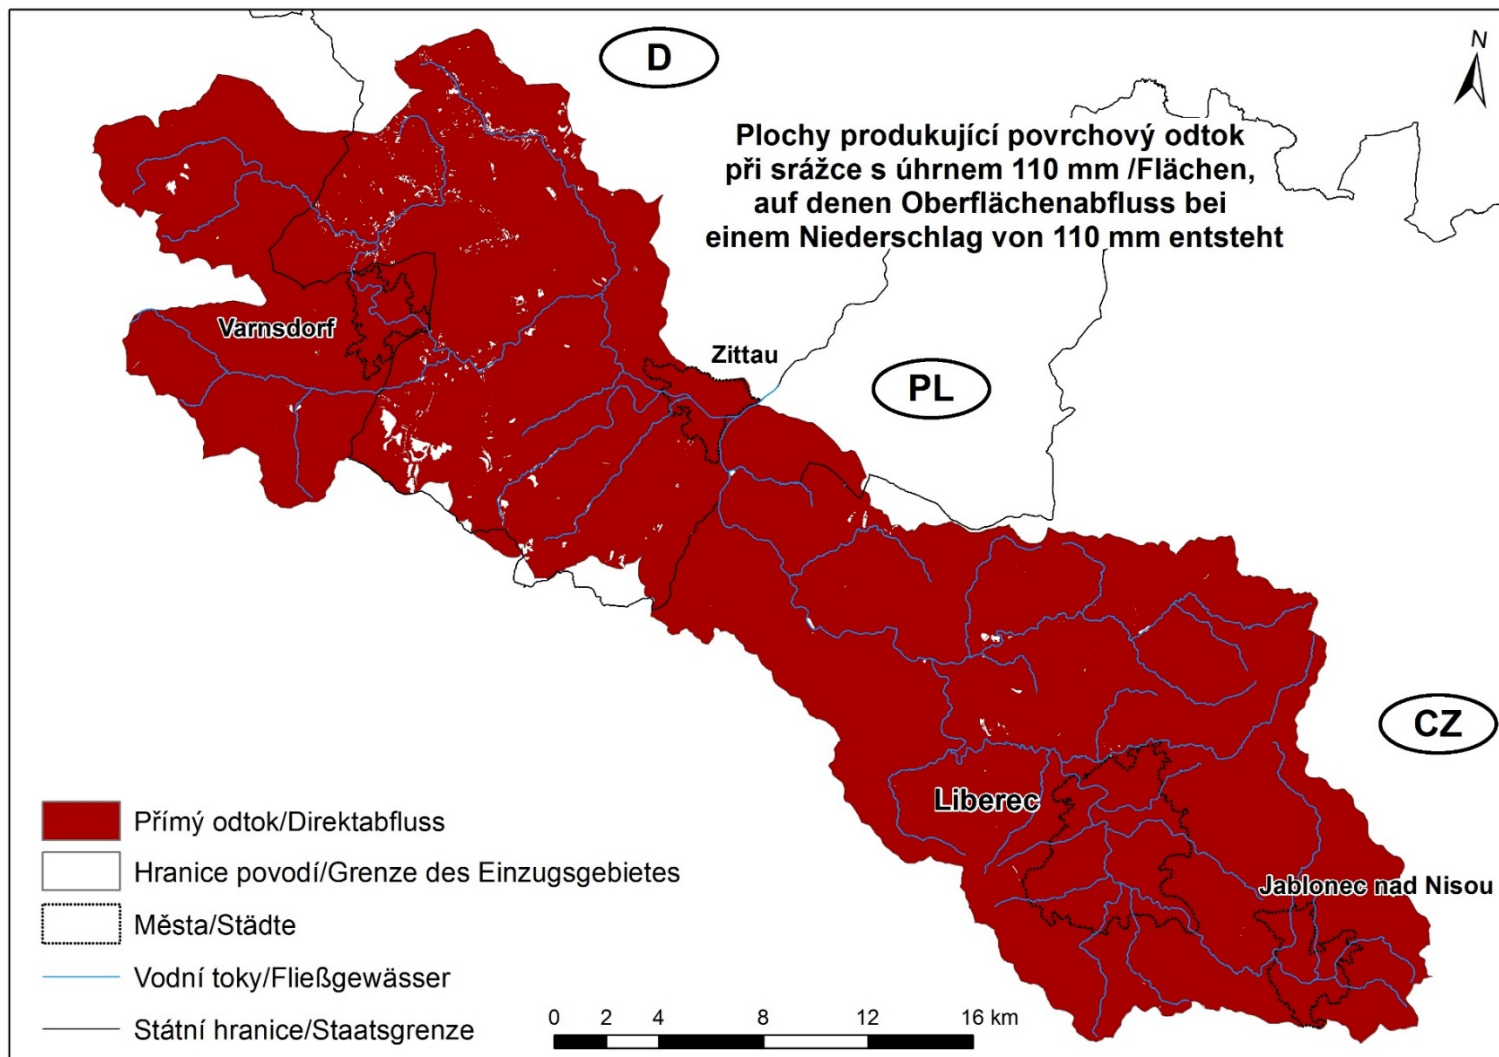 D
N
Plochy produkující povrchový odtok
při srážce s úhrnem 110 mm /Flächen,
auf denen Oberflächenabfluss bei
einem Niederschlag von 110 mm entsteht
Varnsdorf
Zittau
PL
CZ
Liberec
Jablonec nad Nisou
Přímý odtok/Direktabfluss
Hranice povodí/Grenze des Einzugsgebietes
Města/Städte
Vodní toky/Fließgewässer
Státní hranice/Staatsgrenze
0 2 4 8 12 16 km